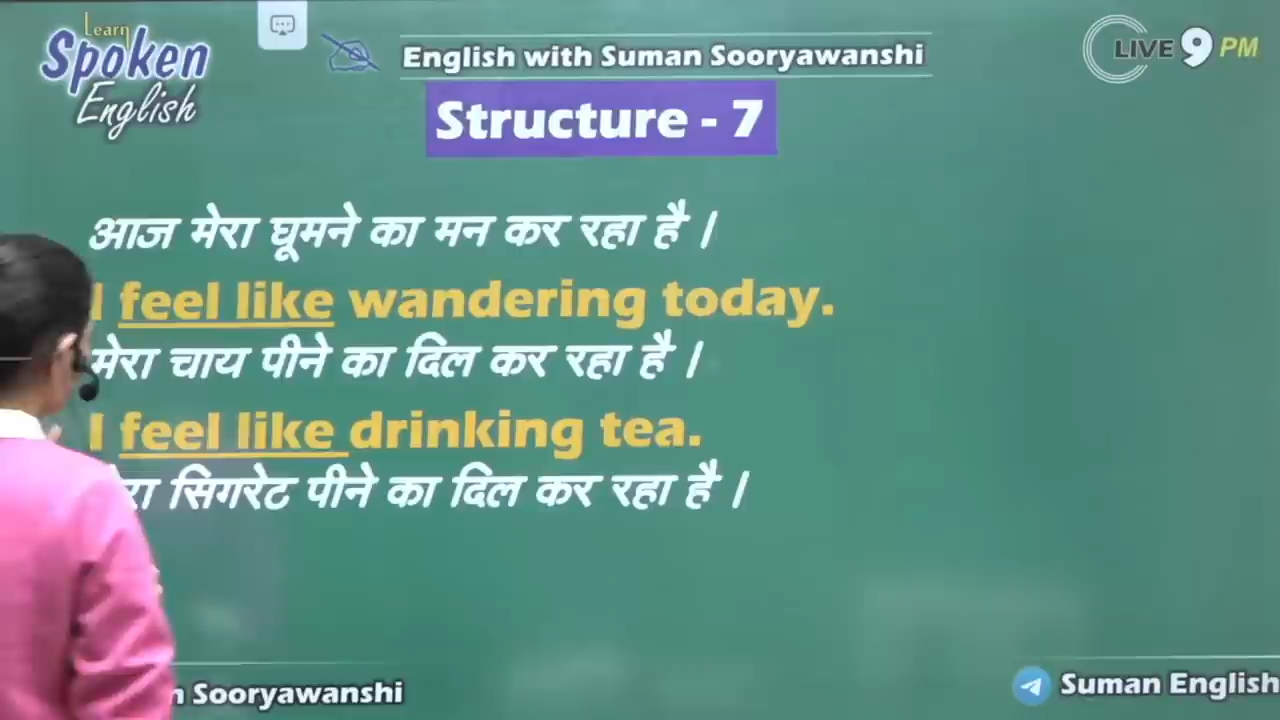 Learn
Spoken
English
English with Suman Sooryawanshi
LIVE 9 PM
Structure - 7
आज मेरा घूमने का मन कर रहा है ।
I feel like wandering today.
मेरा चाय पीने का दिल कर रहा है ।
I feel like drinking tea.
सिगरेट पीने का दिल कर रहा है ।
Sooryawanshi
Suman English